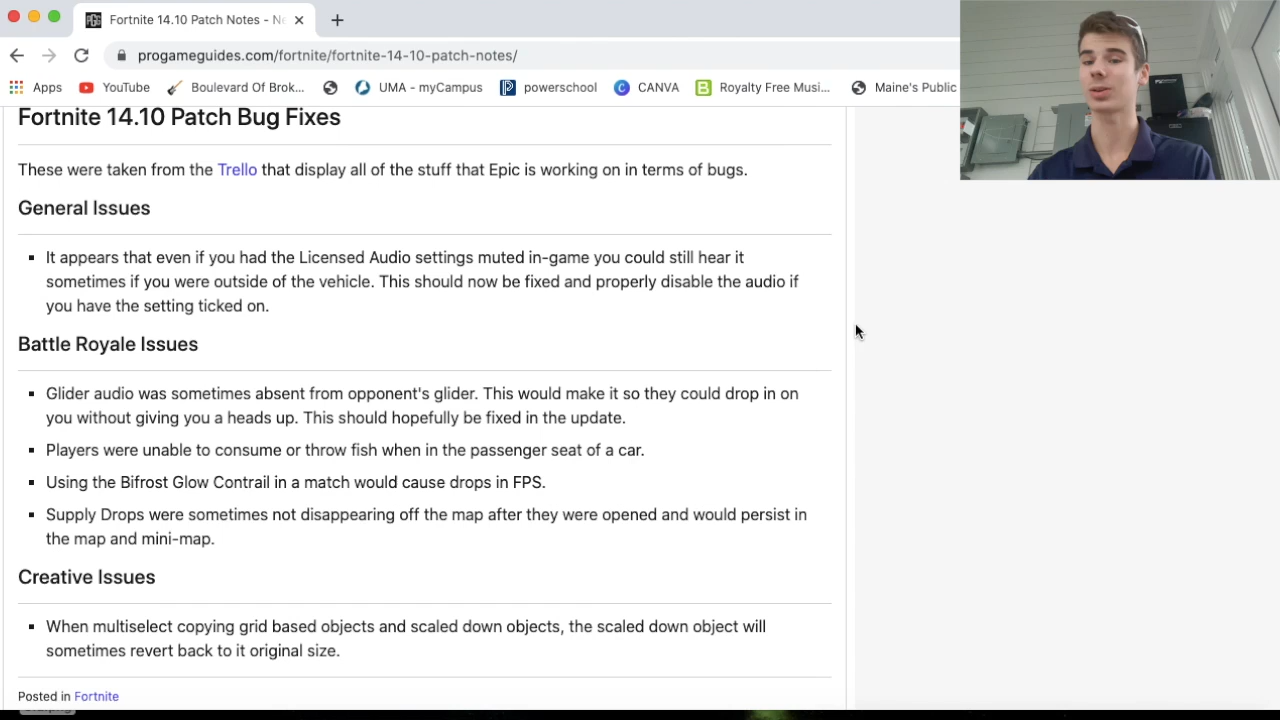 Fortnite 14.10 Patch Notes - Ne
progameguides.com/fortnite/fortnite-14-10-patch-notes/
Apps YouTube Boulevard Of Brok... UMA - myCampus powerschool CANVA Royalty Free Musi... Maine's Public
Fortnite 14.10 Patch Bug Fixes
These were taken from the Trello that display all of the stuff that Epic is working on in terms of bugs.
General Issues
It appears that even if you had the Licensed Audio settings muted in-game you could still hear it
sometimes if you were outside of the vehicle. This should now be fixed and properly disable the audio if
you have the setting ticked on.
Battle Royale Issues
Glider audio was sometimes absent from opponent's glider. This would make it so they could drop in on
you without giving you a heads up. This should hopefully be fixed in the update.
Players were unable to consume or throw fish when in the passenger seat of a car.
Using the Bifrost Glow Contrail in a match would cause drops in FPS.
Supply Drops were sometimes not disappearing off the map after they were opened and would persist in
the map and mini-map.
Creative Issues
When multiselect copying grid based objects and scaled down objects, the scaled down object will
sometimes revert back to it original size.
Posted in Fortnite